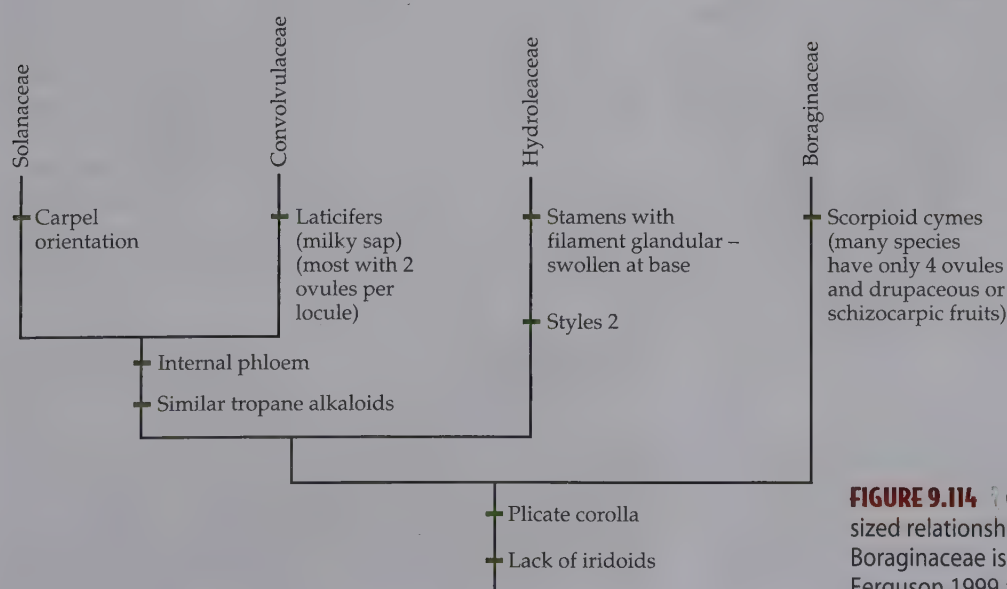 Solanaceae
Convolvulaceae
Hydroleaceae
Boraginaceae
Carpel
orientation
Laticifers
(milky sap)
(most with 2
ovules per
locule)
Stamens with
filament glandular –
swollen at base
Styles 2
Scorpioid cymes
(many species
have only 4 ovules
and drupaceous or
schizocarpic fruits)
Internal phloem
Similar tropane alkaloids
Plicate corolla
Lack of iridoids
FIGURE 9.114
sized relationsh
Boraginaceae is
Ferguson 1999